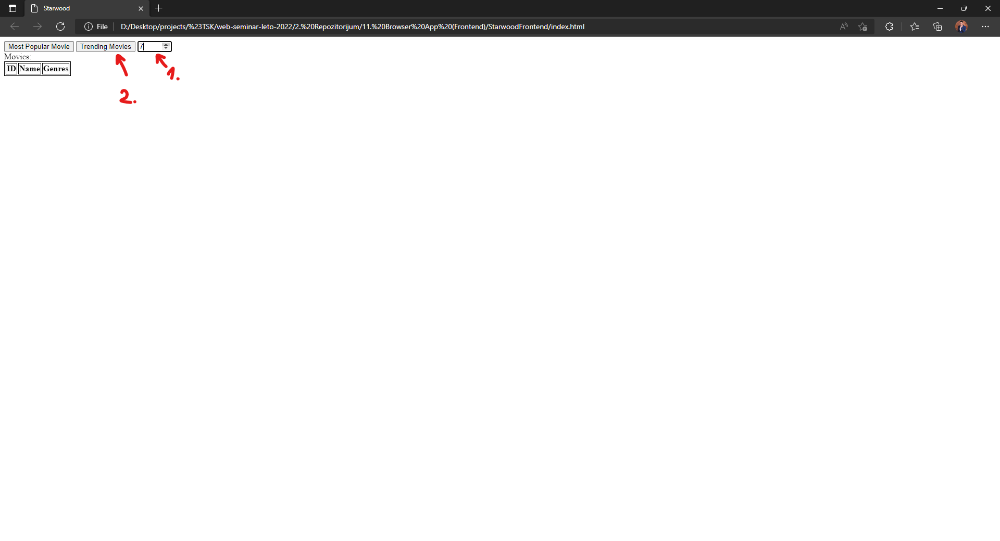 Starwood
File D:/Desktop/projects/%23TSK/web-seminar-leto-2022/2.%20Repozitorijum/11.%20Browser%20App%20(Frontend)/StarwoodFrontend/index.html
Most Popular Movie Trending Movies 7
Movies:
ID Name Genres
1.
2.